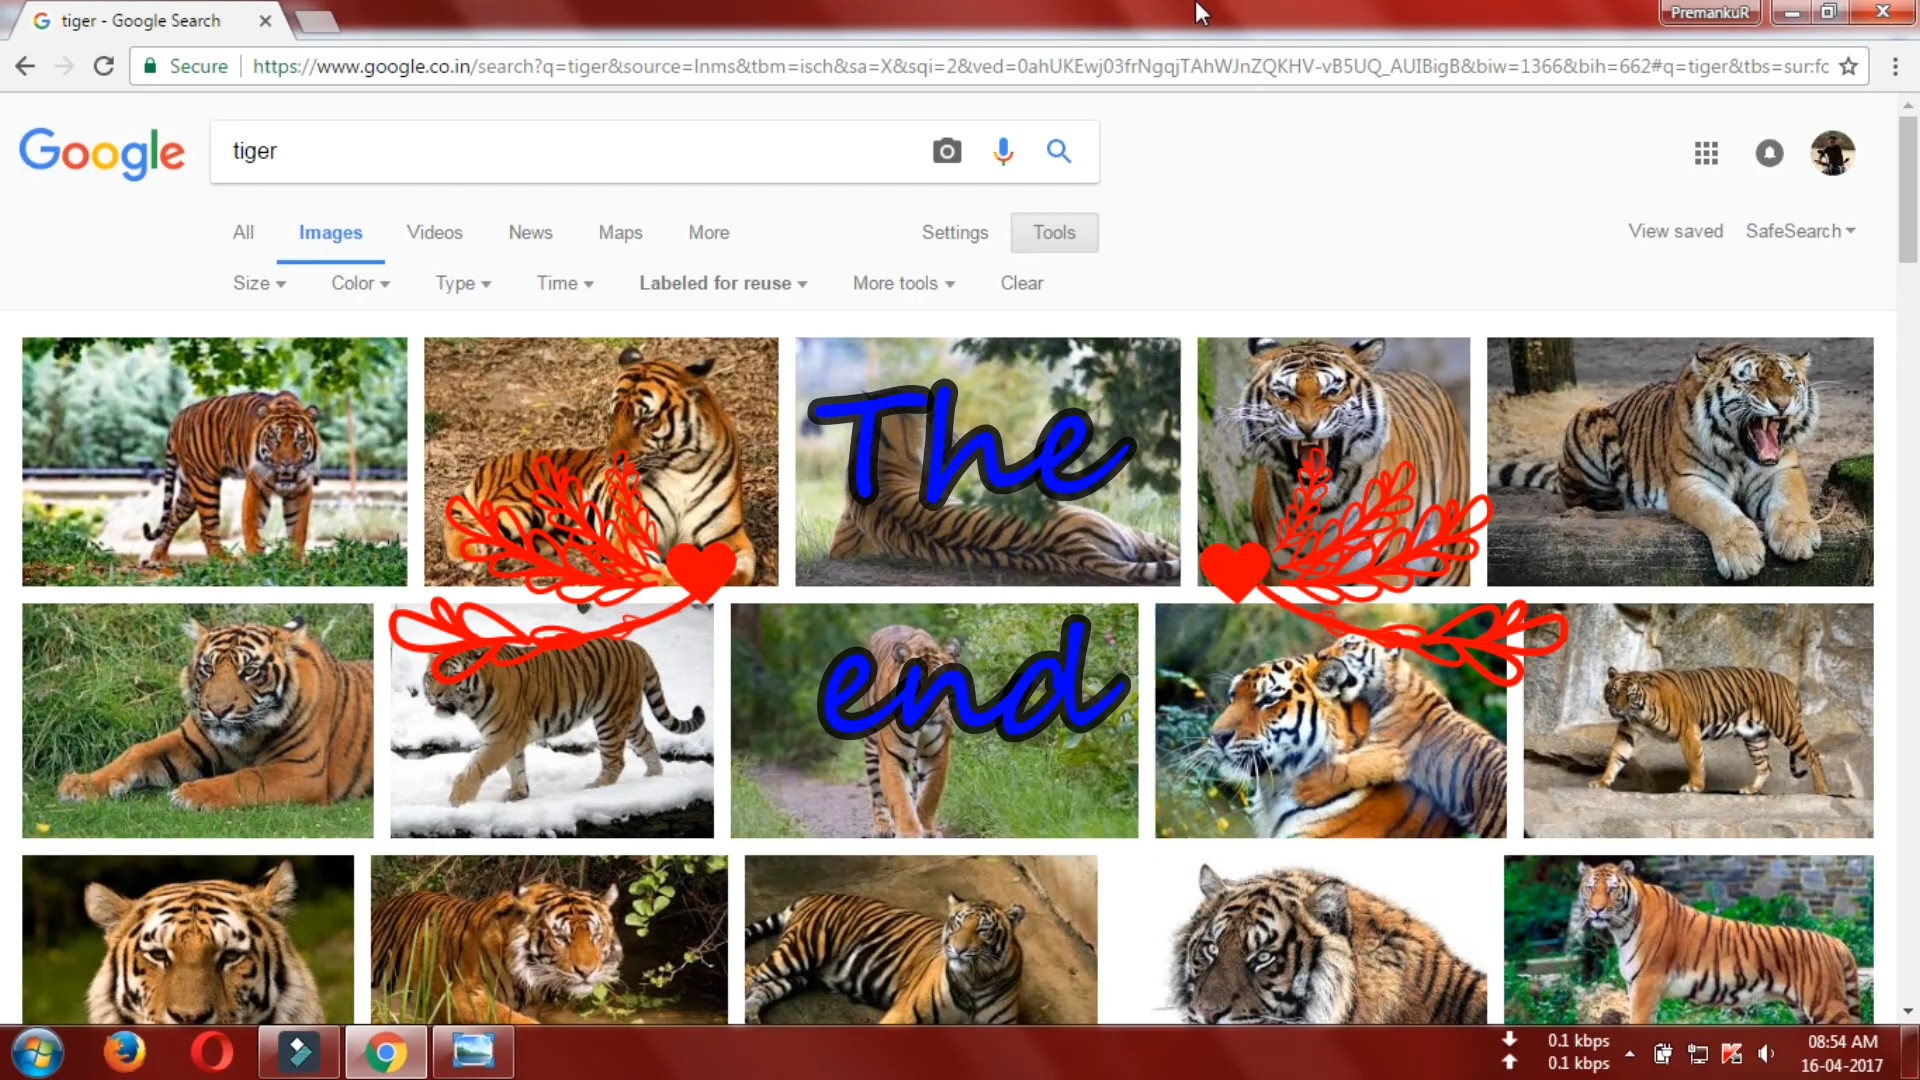 tiger - Google Search
PremankuR
Secure
https://www.google.co.in/search?q=tiger&source=lnms&tbm=isch&sa=X&sqi=2&ved=0ahUKEwj03frNgqjTAhWJnZQKHV-vB5UQ_AUIBigB&biw=1366&bih=662#q=tiger&tbs=sur:fc
Google
tiger
All Images Videos News Maps More Settings Tools
View saved SafeSearch
Size Color Type Time Labeled for reuse More tools Clear
The
end
0.1 kbps
0.1 kbps
08:54 AM
16-04-2017